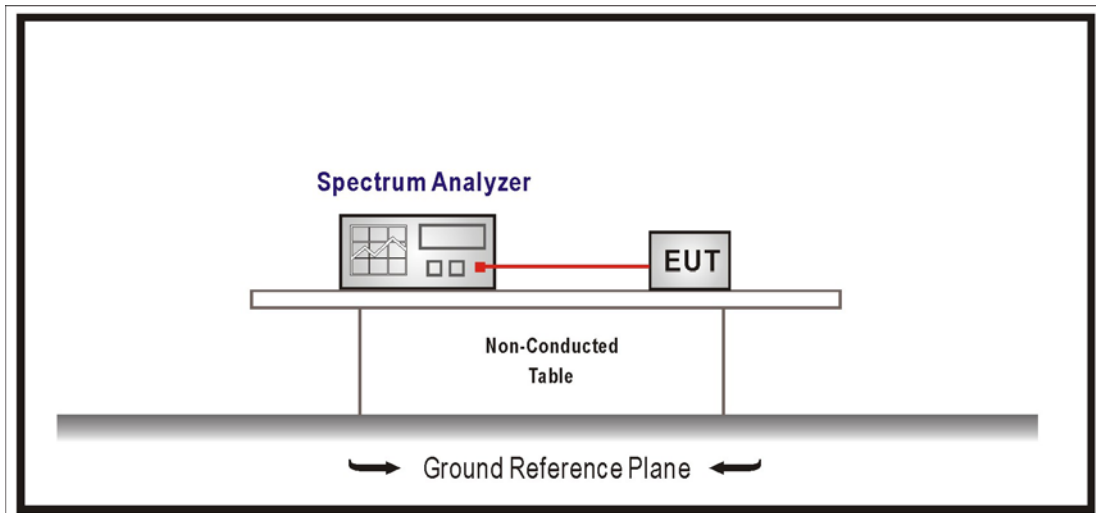 Spectrum Analyzer
EUT
Non-Conducted
Table
Ground Reference Plane